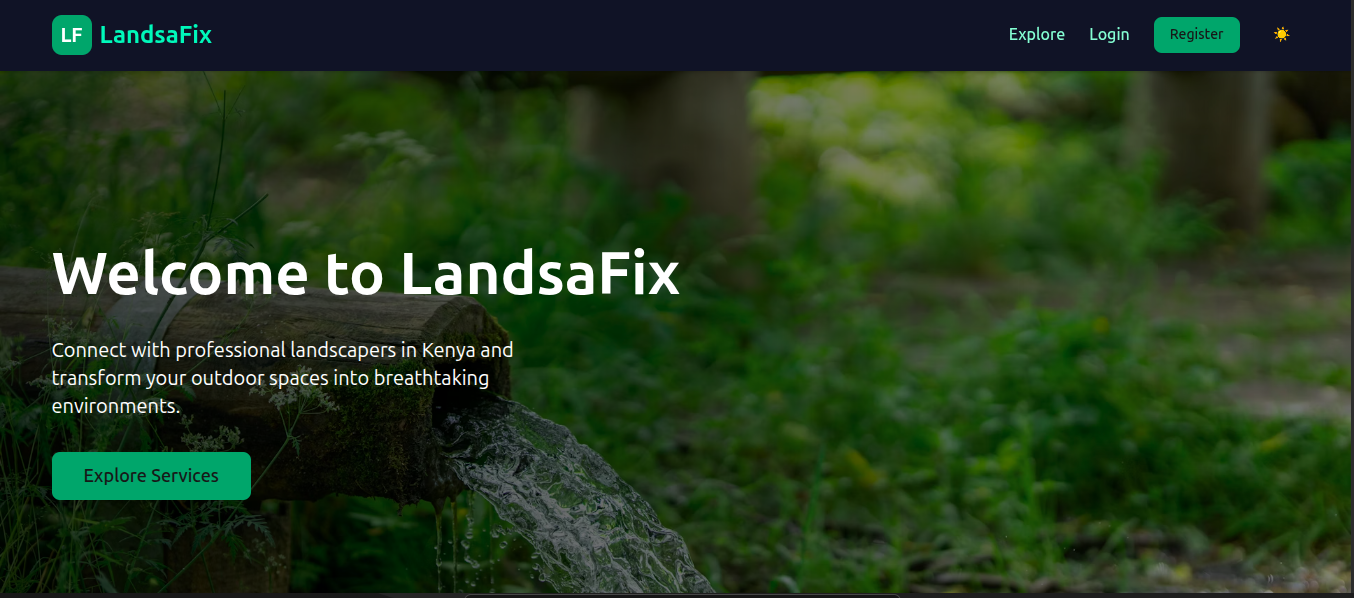 LF LandsaFix
Explore Login Register
Welcome to LandsaFix
Connect with professional landscapers in Kenya and
transform your outdoor spaces into breathtaking
environments.
Explore Services